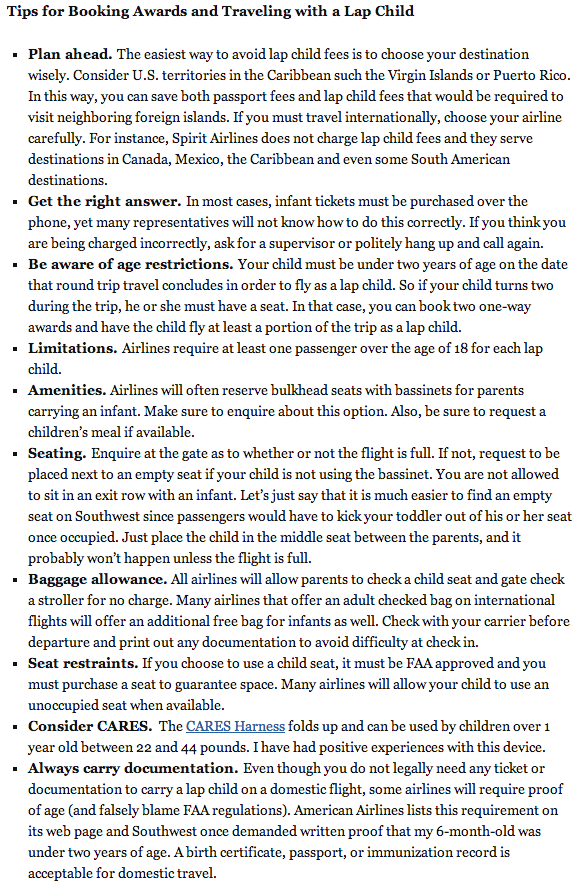 Tips for Booking Awards and Traveling with a Lap Child
▪ Plan ahead. The easiest way to avoid lap child fees is to choose your destination
wisely. Consider U.S. territories in the Caribbean such the Virgin Islands or Puerto Rico.
In this way, you can save both passport fees and lap child fees that would be required to
visit neighboring foreign islands. If you must travel internationally, choose your airline
carefully. For instance, Spirit Airlines does not charge lap child fees and they serve
destinations in Canada, Mexico, the Caribbean and even some South American
destinations.
▪ Get the right answer. In most cases, infant tickets must be purchased over the
phone, yet many representatives will not know how to do this correctly. If you think you
are being charged incorrectly, ask for a supervisor or politely hang up and call again.
▪ Be aware of age restrictions. Your child must be under two years of age on the date
that round trip travel concludes in order to fly as a lap child. So if your child turns two
during the trip, he or she must have a seat. In that case, you can book two one-way
awards and have the child fly at least a portion of the trip as a lap child.
▪ Limitations. Airlines require at least one passenger over the age of 18 for each lap
child.
▪ Amenities. Airlines will often reserve bulkhead seats with bassinets for parents
carrying an infant. Make sure to enquire about this option. Also, be sure to request a
children's meal if available.
▪ Seating. Enquire at the gate as to whether or not the flight is full. If not, request to be
placed next to an empty seat if your child is not using the bassinet. You are not allowed
to sit in an exit row with an infant. Let's just say that it is much easier to find an empty
seat on Southwest since passengers would have to kick your toddler out of his or her seat
once occupied. Just place the child in the middle seat between the parents, and it
probably won't happen unless the flight is full.
▪ Baggage allowance. All airlines will allow parents to check a child seat and gate check
a stroller for no charge. Many airlines that offer an adult checked bag on international
flights will offer an additional free bag for infants as well. Check with your carrier before
departure and print out any documentation to avoid difficulty at check in.
▪ Seat restraints. If you choose to use a child seat, it must be FAA approved and you
must purchase a seat to guarantee space. Many airlines will allow your child to use an
unoccupied seat when available.
▪ Consider CARES. The CARES Harness folds up and can be used by children over 1
year old between 22 and 44 pounds. I have had positive experiences with this device.
▪ Always carry documentation. Even though you do not legally need any ticket or
documentation to carry a lap child on a domestic flight, some airlines will require proof
of age (and falsely blame FAA regulations). American Airlines lists this requirement on
its web page and Southwest once demanded written proof that my 6-month-old was
under two years of age. A birth certificate, passport, or immunization record is
acceptable for domestic travel.